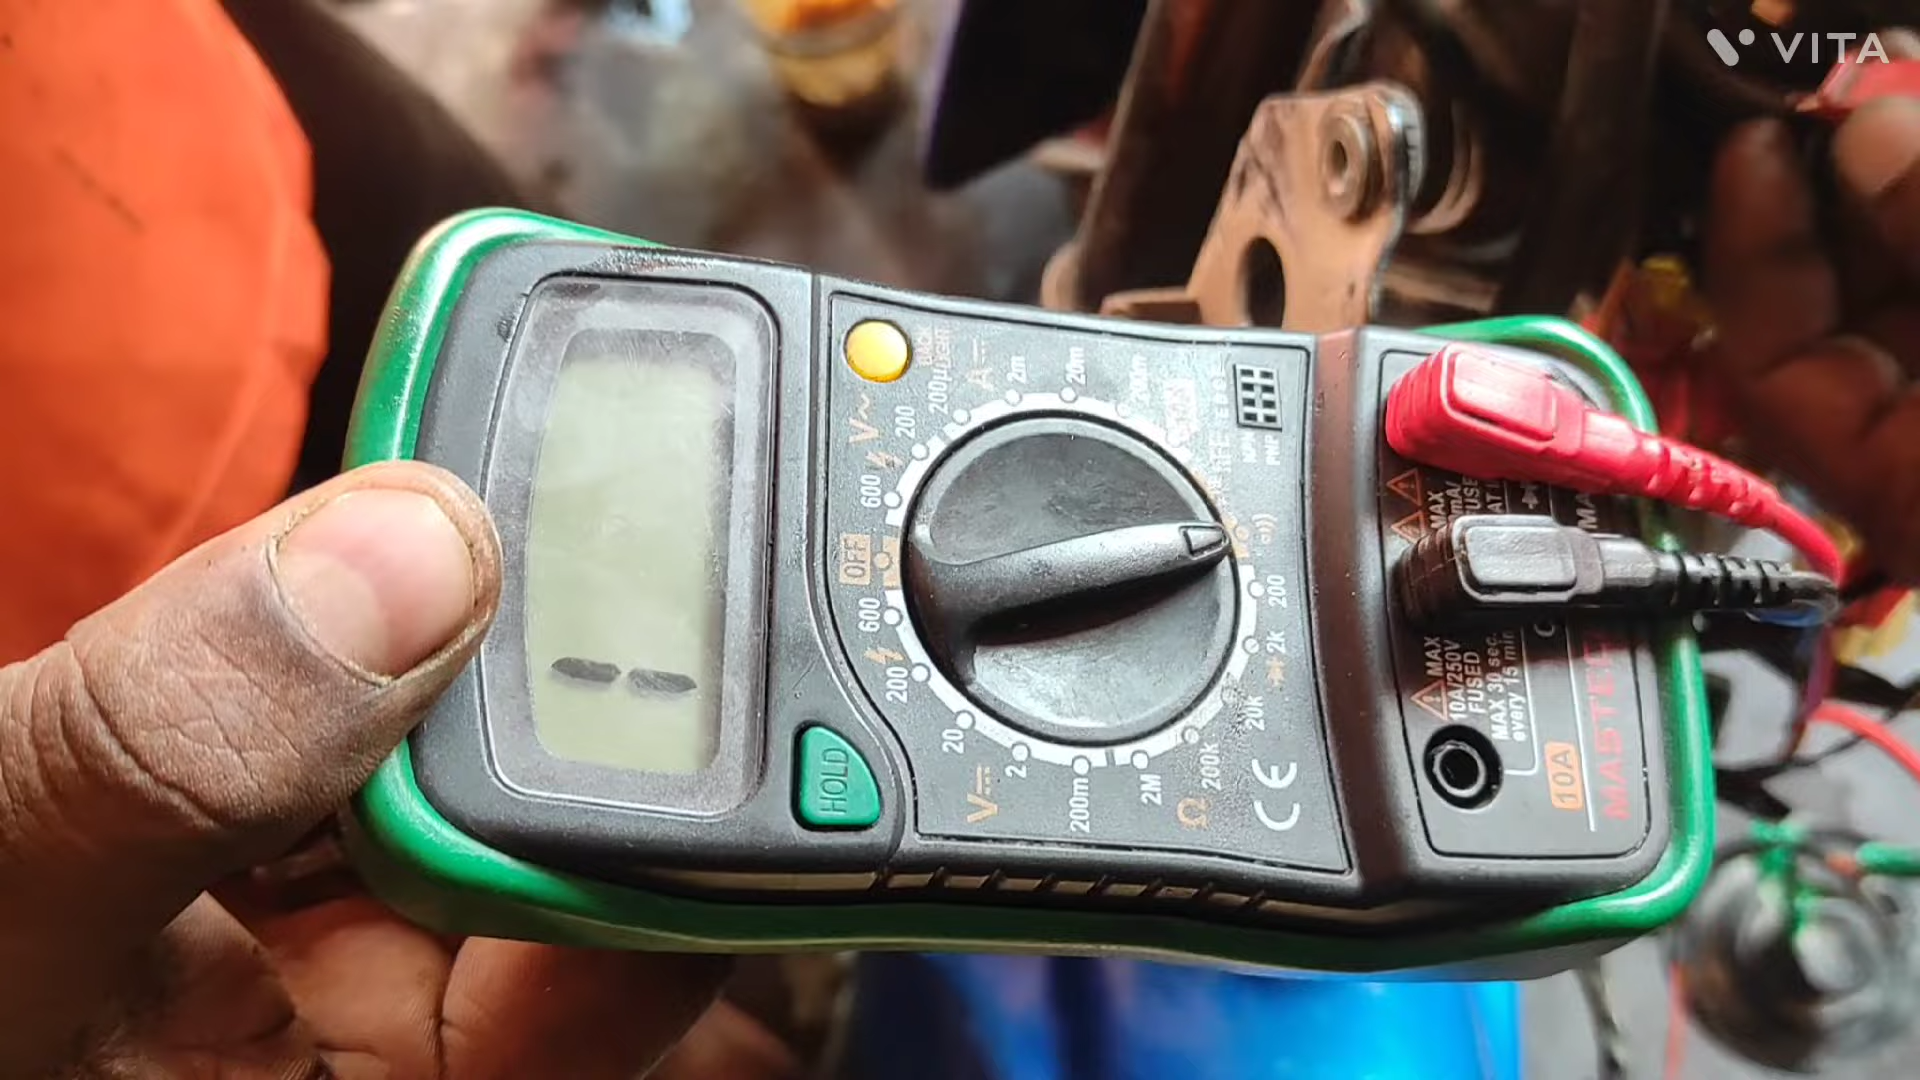 VITA
BACK
LIGHT
HOLD
OFF
V~
600
200
200µ
A
2m
20m
200m
hFE
NPN
PNP
200
2k
20k
200k
2M
Ω
200m
2
20
200
600
V
CE
MAX
10A/250V
FUSED
MAX 30 sec.
every 15 min
10A